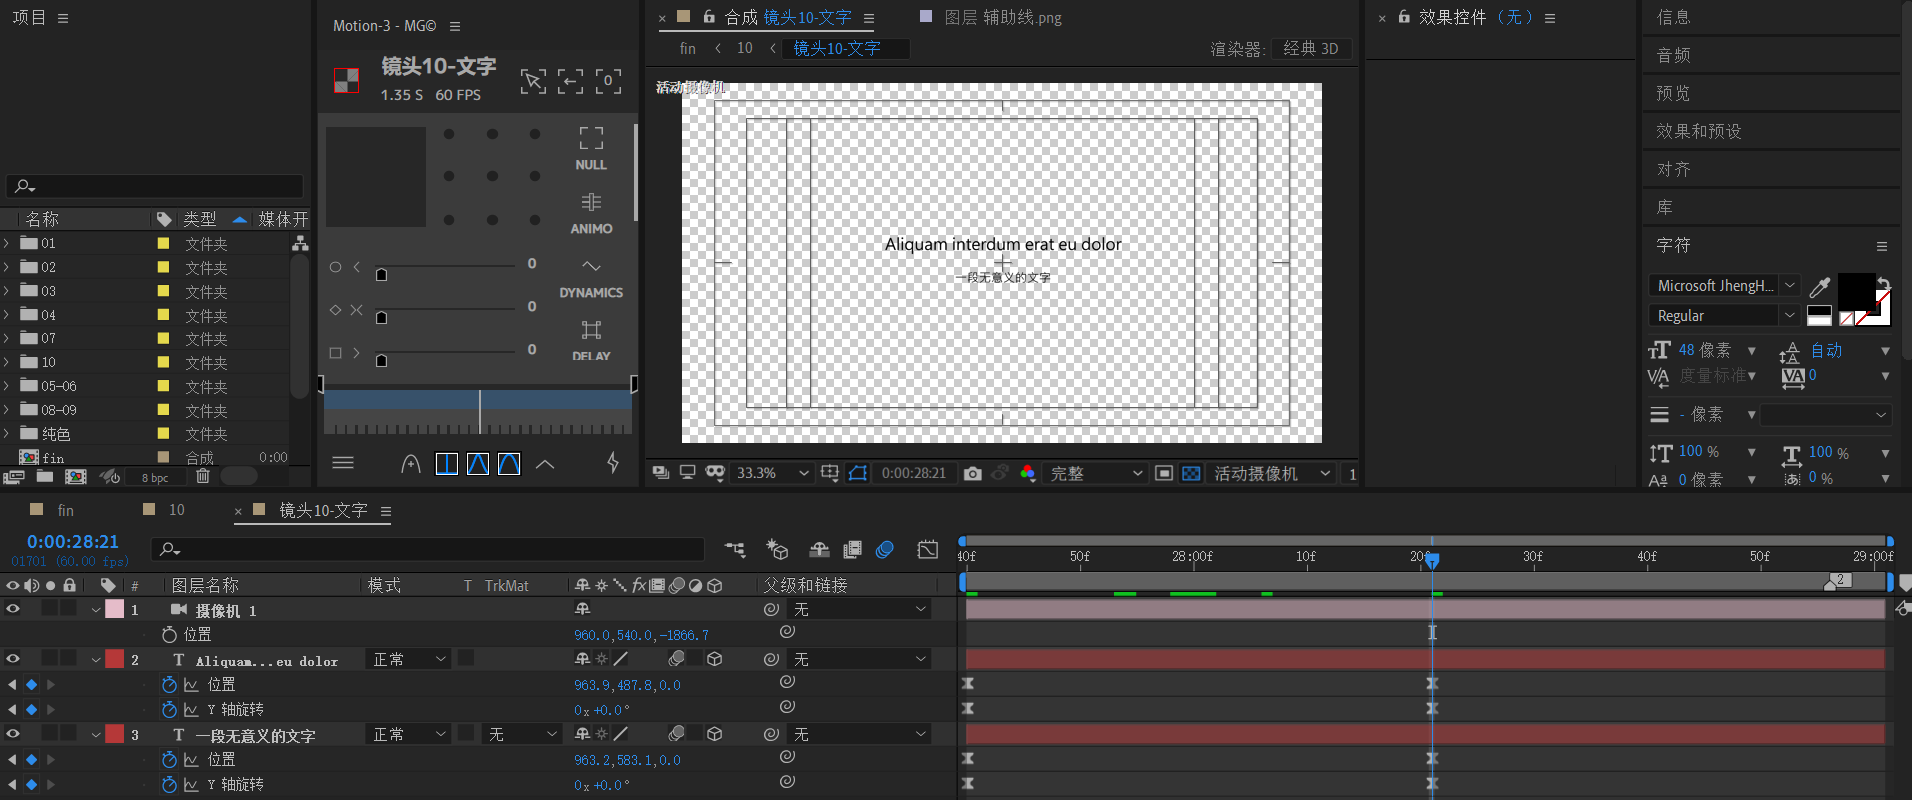 项目
名称 类型 媒体开
01 文件夹
02 文件夹
03 文件夹
04 文件夹
07 文件夹
10 文件夹
05-06 文件夹
08-09 文件夹
纯色 文件夹
fin 合成 0:00
8 bpc
Motion-3 - MG©
镜头10-文字
1.35 S 60 FPS
0
NULL
ANIMO
0
DYNAMICS
0
DELAY
0
× 合成 镜头10-文字 图层 辅助线.png
fin ‹ 10 ‹ 镜头10-文字 渲染器: 经典 3D
活动摄像机
Aliquam interdum erat eu dolor
一段无意义的文字
33.3% 0:00:28:21 完整 活动摄像机 1
× 效果控件 (无)
信息
音频
预览
效果和预设
对齐
库
字符
Microsoft JhengH...
Regular
48 像素 自动
度量标准 0
- 像素
100 % 100 %
0 像素 0 %
fin 10 × 镜头10-文字
0:00:28:21
01701 (60.00 fps)
40f 50f 28:00f 10f 20f 30f 40f 50f 29:00f
2
# 图层名称 模式 T TrkMat fx 父级和链接
1 摄像机 1 无
位置 960.0,540.0,-1866.7
2 T Aliquam...eu dolor 正常 无
位置 963.9,487.8,0.0
Y 轴旋转 0x+0.0°
3 T 一段无意义的文字 正常 无 无
位置 963.2,583.1,0.0
Y 轴旋转 0x+0.0°